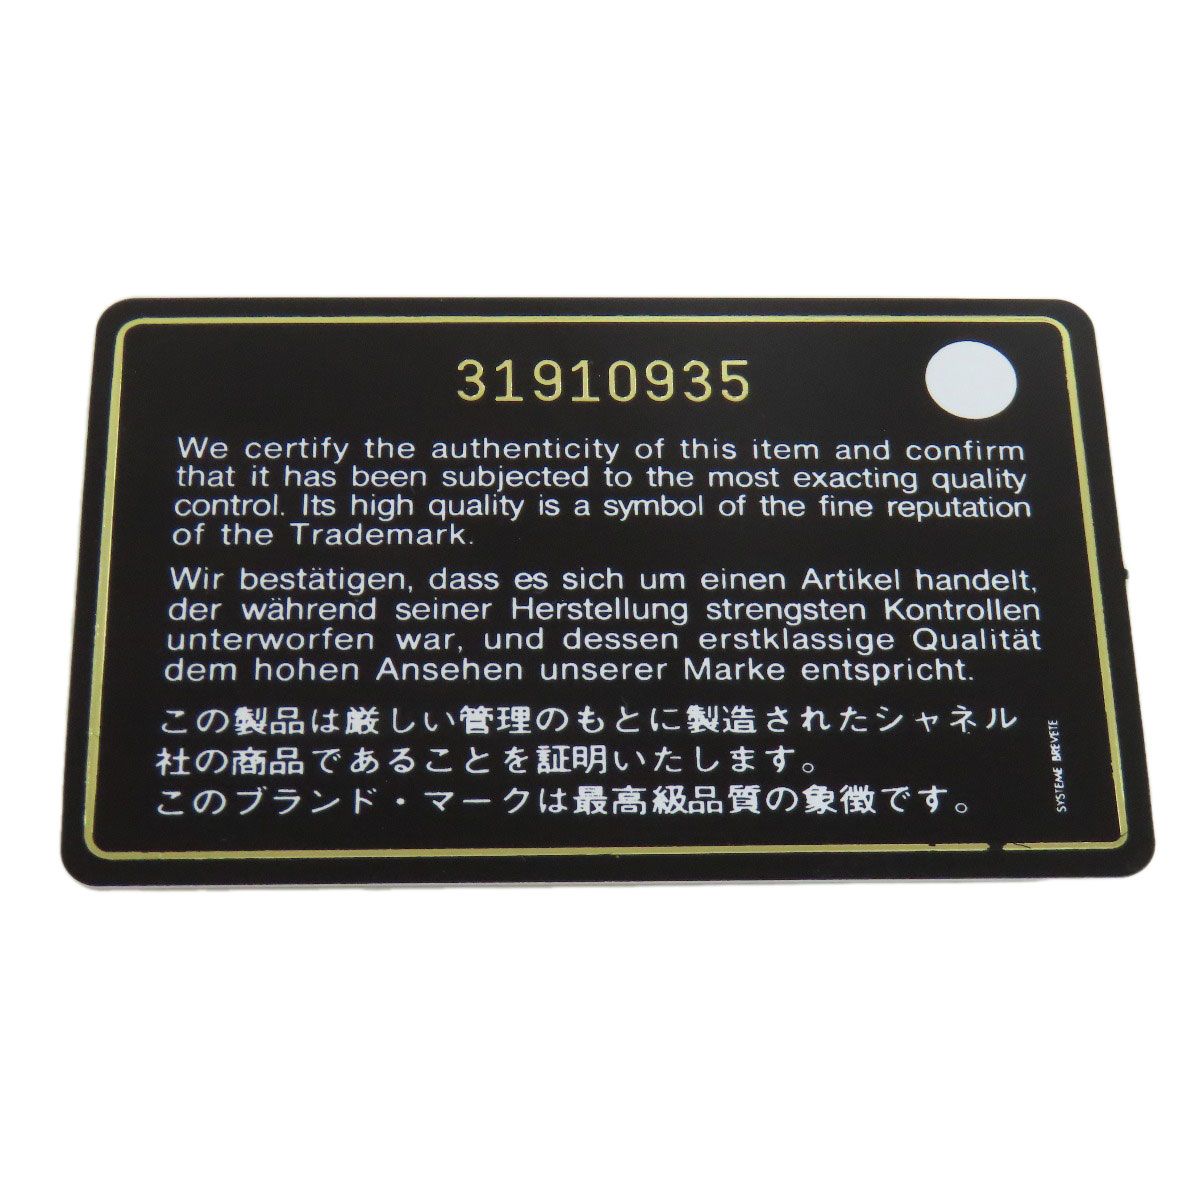 31910935
We certify the authenticity of this item and confirm
that it has been subjected to the most exacting quality
control. Its high quality is a symbol of the fine reputation
of the Trademark.
Wir bestätigen, dass es sich um einen Artikel handelt,
der während seiner Herstellung strengsten Kontrollen
unterworfen war, und dessen erstklassige Qualität
dem hohen Ansehen unserer Marke entspricht.
この製品は厳しい管理のもとに製造されたシャネル
社の商品であることを証明いたします。
このブランド・マークは最高級品質の象徴です。
SYSTEME BREVETE